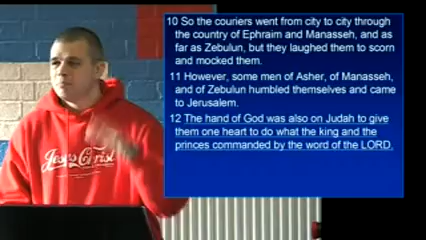 10 So the couriers went from city to city through
the country of Ephraim and Manasseh, and as
far as Zebulun, but they laughed them to scorn
and mocked them.
11 However, some men of Asher, of Manasseh,
and of Zebulun humbled themselves and came
to Jerusalem.
12 The hand of God was also on Judah to give
them one heart to do what the king and the
princes commanded by the word of the LORD.
Jesus Christ